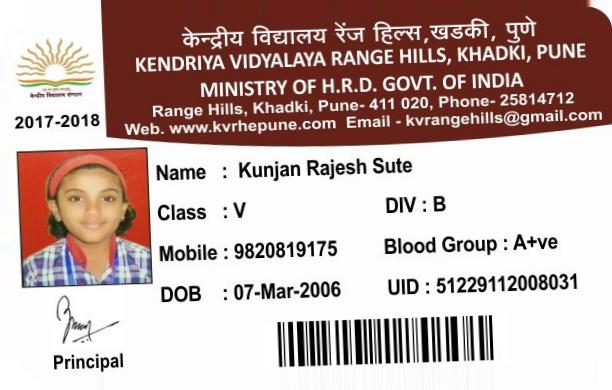 केन्द्रीय विद्यालय रेंज हिल्स,खडकी, पुणे
KENDRIYA VIDYALAYA RANGE HILLS, KHADKI, PUNE
MINISTRY OF H.R.D. GOVT. OF INDIA
Range Hills, Khadki, Pune- 411 020, Phone- 25814712
Web. www.kvrhepune.com Email - kvrangehills@gmail.com
केन्द्रीय विद्यालय संगठन
2017-2018
Name : Kunjan Rajesh Sute
Class : V DIV : B
Mobile : 9820819175 Blood Group : A+ve
DOB : 07-Mar-2006 UID : 51229112008031
Principal